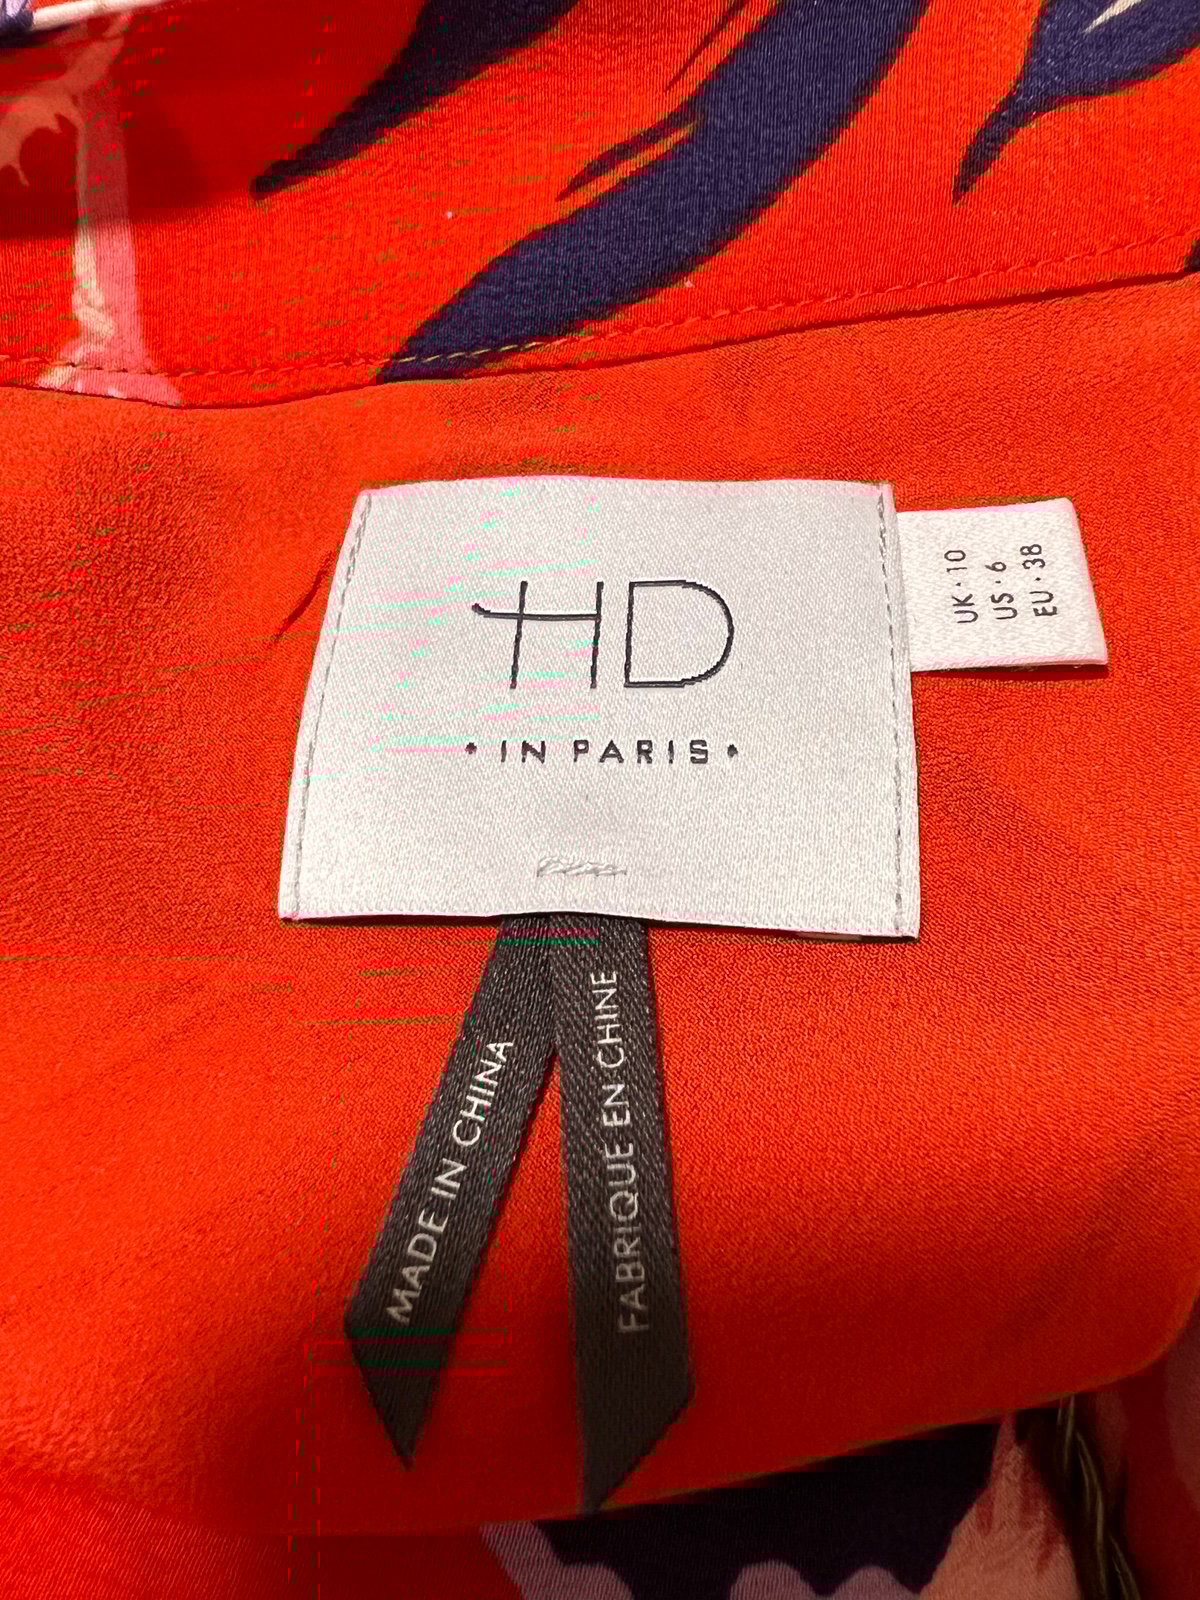 HD
• IN PARIS •
UK · 10
US · 6
EU · 38
MADE IN CHINA
FABRIQUE EN CHINE